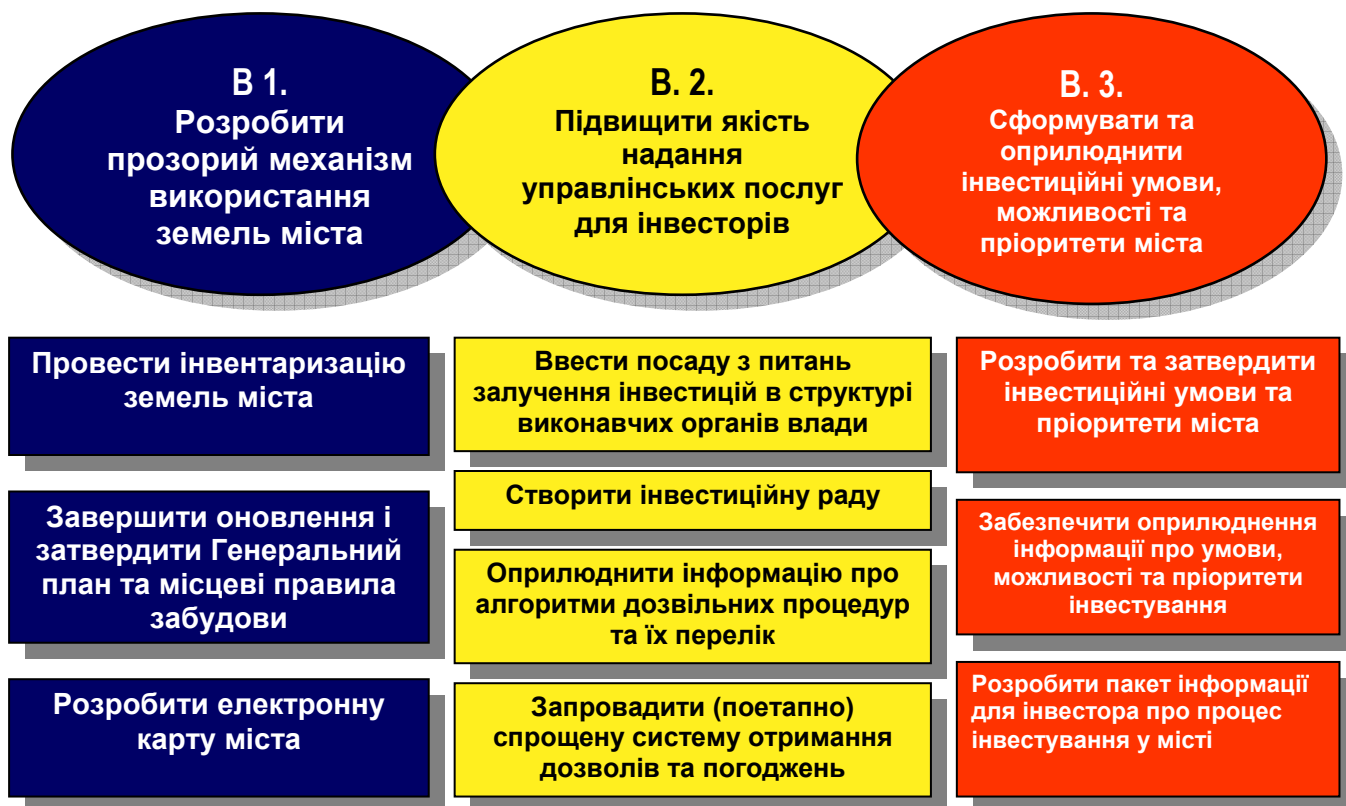 В 1.
Розробити
прозорий механізм
використання
земель міста
В. 2.
Підвищити якість
надання
управлінських послуг
для інвесторів
В. 3.
Сформувати та
оприлюднити
інвестиційні умови,
можливості та
пріоритети міста
Провести інвентаризацію
земель міста
Завершити оновлення і
затвердити Генеральний
план та місцеві правила
забудови
Розробити електронну
карту міста
Ввести посаду з питань
залучення інвестицій в структурі
виконавчих органів влади
Створити інвестиційну раду
Оприлюднити інформацію про
алгоритми дозвільних процедур
та їх перелік
Запровадити (поетапно)
спрощену систему отримання
дозволів та погоджень
Розробити та затвердити
інвестиційні умови та
пріоритети міста
Забезпечити оприлюднення
інформації про умови,
можливості та пріоритети
інвестування
Розробити пакет інформації
для інвестора про процес
інвестування у місті